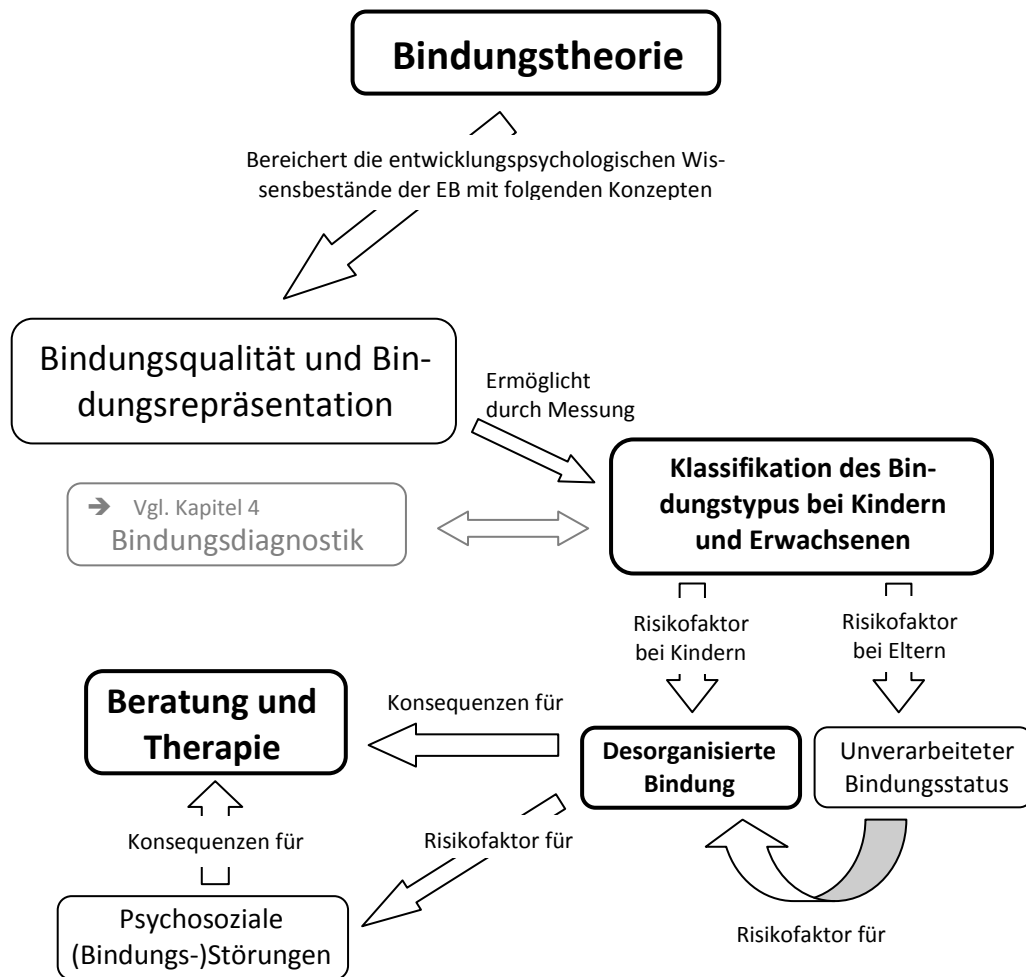 Bindungstheorie
Bereichert die entwicklungspsychologischen Wis-
sensbestände der EB mit folgenden Konzepten
Bindungsqualität und Bin-
dungsrepräsentation
Ermöglicht
durch Messung
Klassifikation des Bin-
dungstypus bei Kindern
und Erwachsenen
➔ Vgl. Kapitel 4
Bindungsdiagnostik
Risikofaktor
bei Kindern
Risikofaktor
bei Eltern
Beratung und
Therapie
Konsequenzen für
Desorganisierte
Bindung
Unverarbeiteter
Bindungsstatus
Konsequenzen für
Risikofaktor für
Psychosoziale
(Bindungs-)Störungen
Risikofaktor für